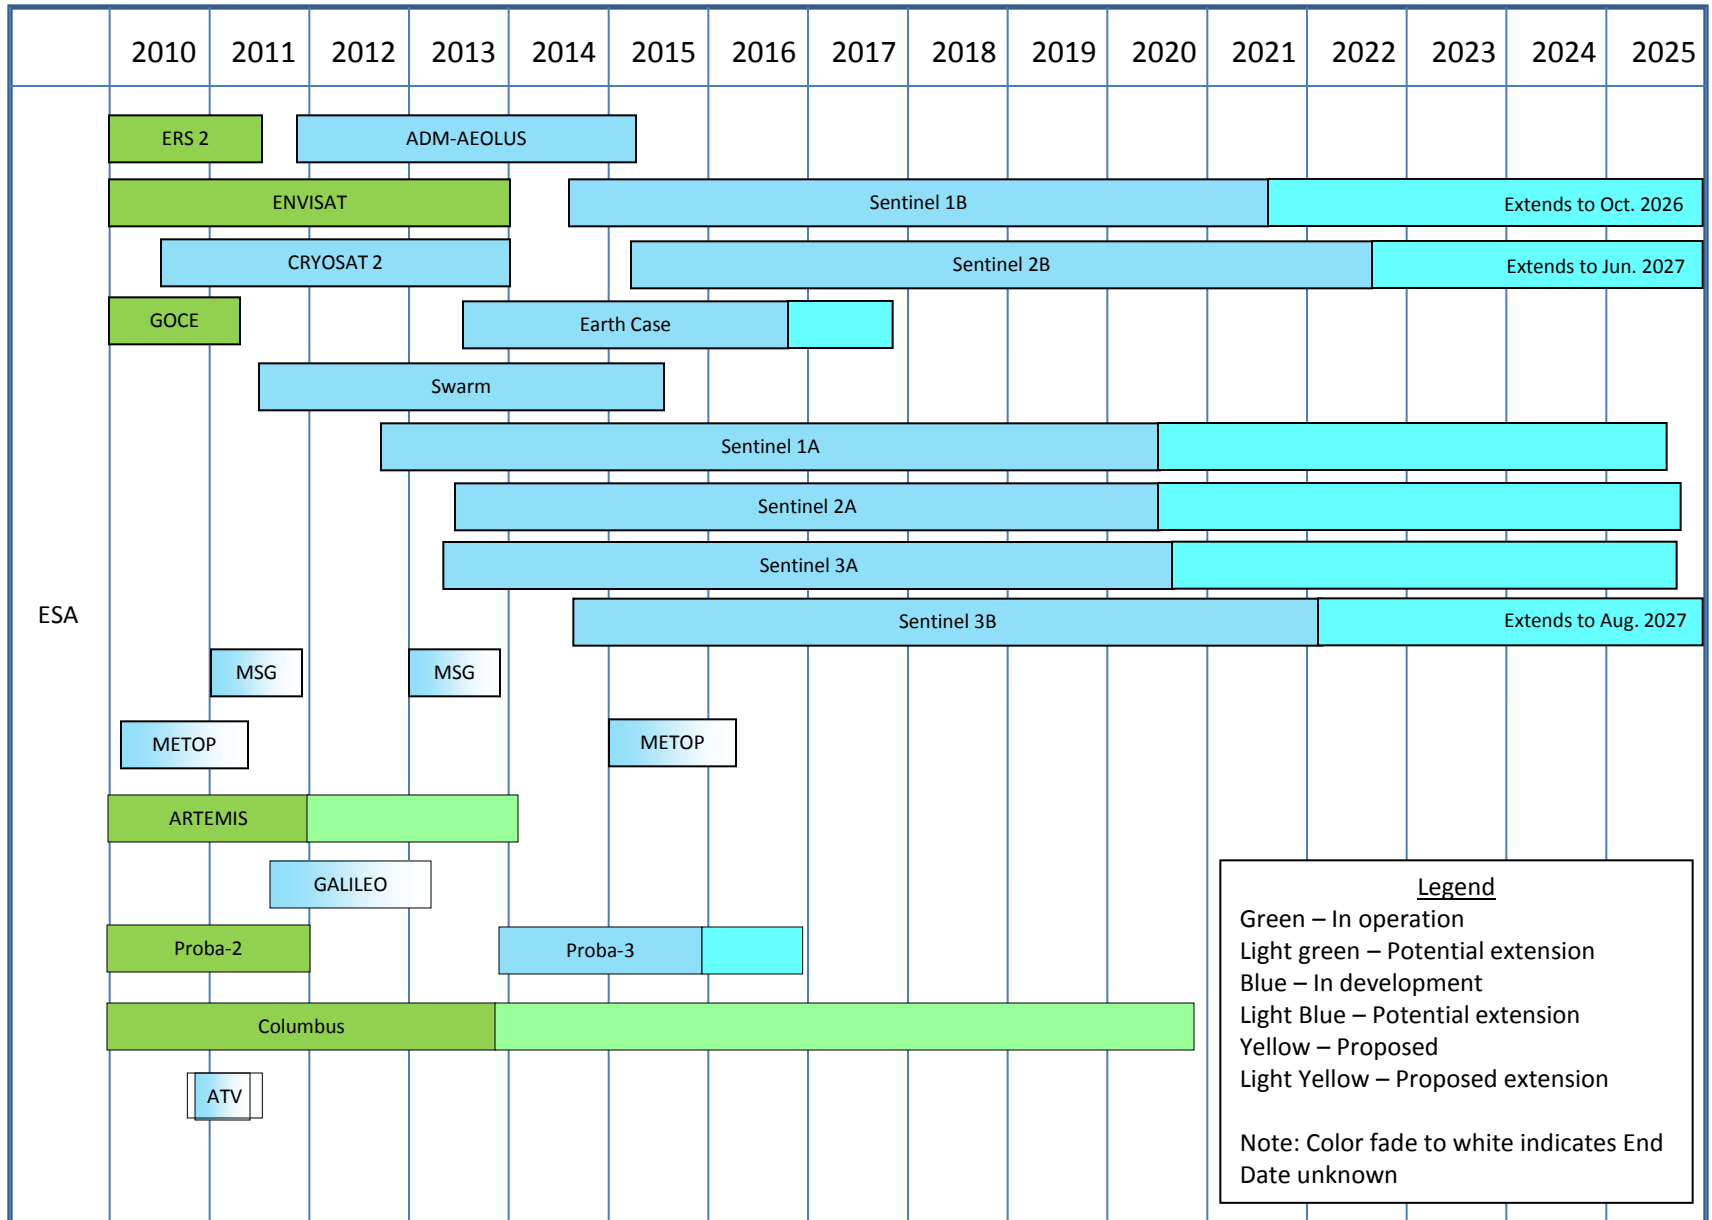 2010 2011 2012 2013 2014 2015 2016 2017 2018 2019 2020 2021 2022 2023 2024 2025
ERS 2 ADM-AEOLUS
ENVISAT Sentinel 1B Extends to Oct. 2026
CRYOSAT 2 Sentinel 2B Extends to Jun. 2027
GOCE Earth Case
Swarm
Sentinel 1A
Sentinel 2A
Sentinel 3A
ESA
Sentinel 3B Extends to Aug. 2027
MSG MSG
METOP METOP
ARTEMIS
GALILEO
Proba-2 Proba-3
Columbus
ATV
Legend
Green – In operation
Light green – Potential extension
Blue – In development
Light Blue – Potential extension
Yellow – Proposed
Light Yellow – Proposed extension
Note: Color fade to white indicates End
Date unknown